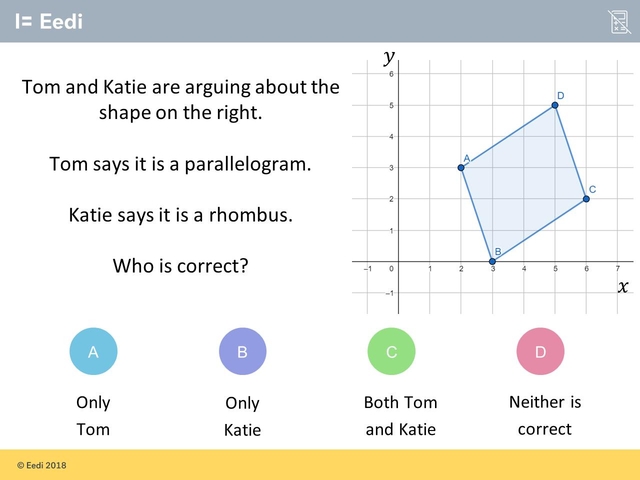 I= Eedi
Tom and Katie are arguing about the
shape on the right.
Tom says it is a parallelogram.
Katie says it is a rhombus.
Who is correct?
y
6
5
4
3
2
1
−1
0
1
2
3
4
5
6
7
−1
x
A
B
C
D
A
B
C
D
Only
Tom
Only
Katie
Both Tom
and Katie
Neither is
correct
© Eedi 2018